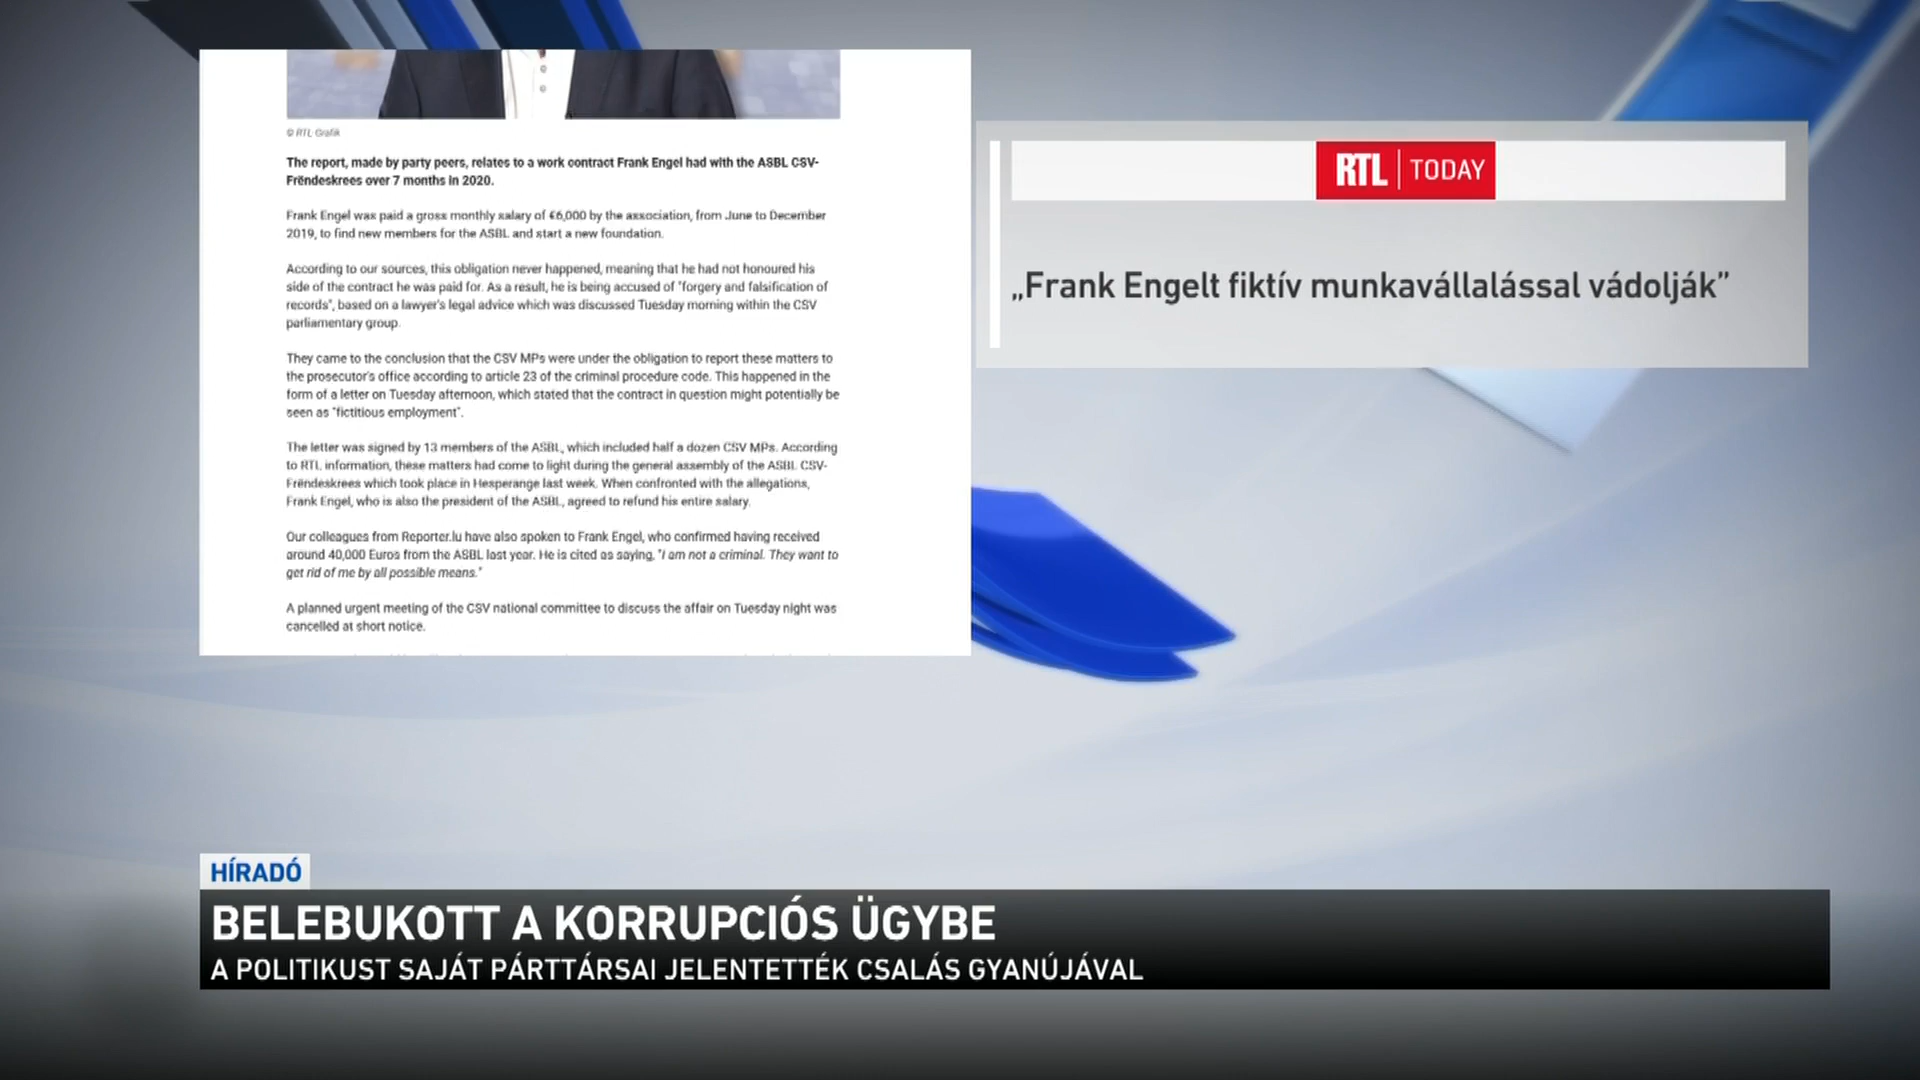 © RTL Grafik
The report, made by party peers, relates to a work contract Frank Engel had with the ASBL CSV-
Frëndeskrees over 7 months in 2020.
Frank Engel was paid a gross monthly salary of €6,000 by the association, from June to December
2019, to find new members for the ASBL and start a new foundation.
According to our sources, this obligation never happened, meaning that he had not honoured his
side of the contract he was paid for. As a result, he is being accused of "forgery and falsification of
records", based on a lawyer's legal advice which was discussed Tuesday morning within the CSV
parliamentary group.
They came to the conclusion that the CSV MPs were under the obligation to report these matters to
the prosecutor's office according to article 23 of the criminal procedure code. This happened in the
form of a letter on Tuesday afternoon, which stated that the contract in question might potentially be
seen as "fictitious employment".
The letter was signed by 13 members of the ASBL, which included half a dozen CSV MPs. According
to RTL information, these matters had come to light during the general assembly of the ASBL CSV-
Frëndeskrees which took place in Hesperange last week. When confronted with the allegations,
Frank Engel, who is also the president of the ASBL, agreed to refund his entire salary.
Our colleagues from Reporter.lu have also spoken to Frank Engel, who confirmed having received
around 40,000 Euros from the ASBL last year. He is cited as saying, "I am not a criminal. They want to
get rid of me by all possible means."
A planned urgent meeting of the CSV national committee to discuss the affair on Tuesday night was
cancelled at short notice.
RTL TODAY
„Frank Engelt fiktív munkavállalással vádolják”
HÍRADÓ
BELEBUKOTT A KORRUPCIÓS ÜGYBE
A POLITIKUST SAJÁT PÁRTTÁRSAI JELENTETTÉK CSALÁS GYANÚJÁVAL